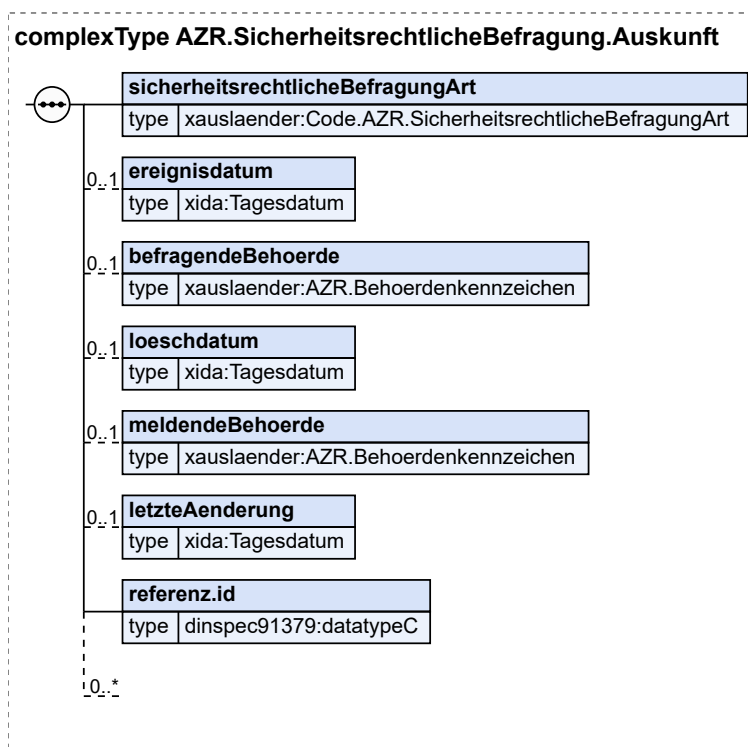 complexType AZR.SicherheitsrechtlicheBefragung.Auskunft
sicherheitsrechtlicheBefragungArt
type xauslaender:Code.AZR.SicherheitsrechtlicheBefragungArt
0..1 ereignisdatum
type xida:Tagesdatum
0..1 befragendeBehoerde
type xauslaender:AZR.Behoerdenkennzeichen
0..1 loeschdatum
type xida:Tagesdatum
0..1 meldendeBehoerde
type xauslaender:AZR.Behoerdenkennzeichen
0..1 letzteAenderung
type xida:Tagesdatum
referenz.id
type dinspec91379:datatypeC
0..*